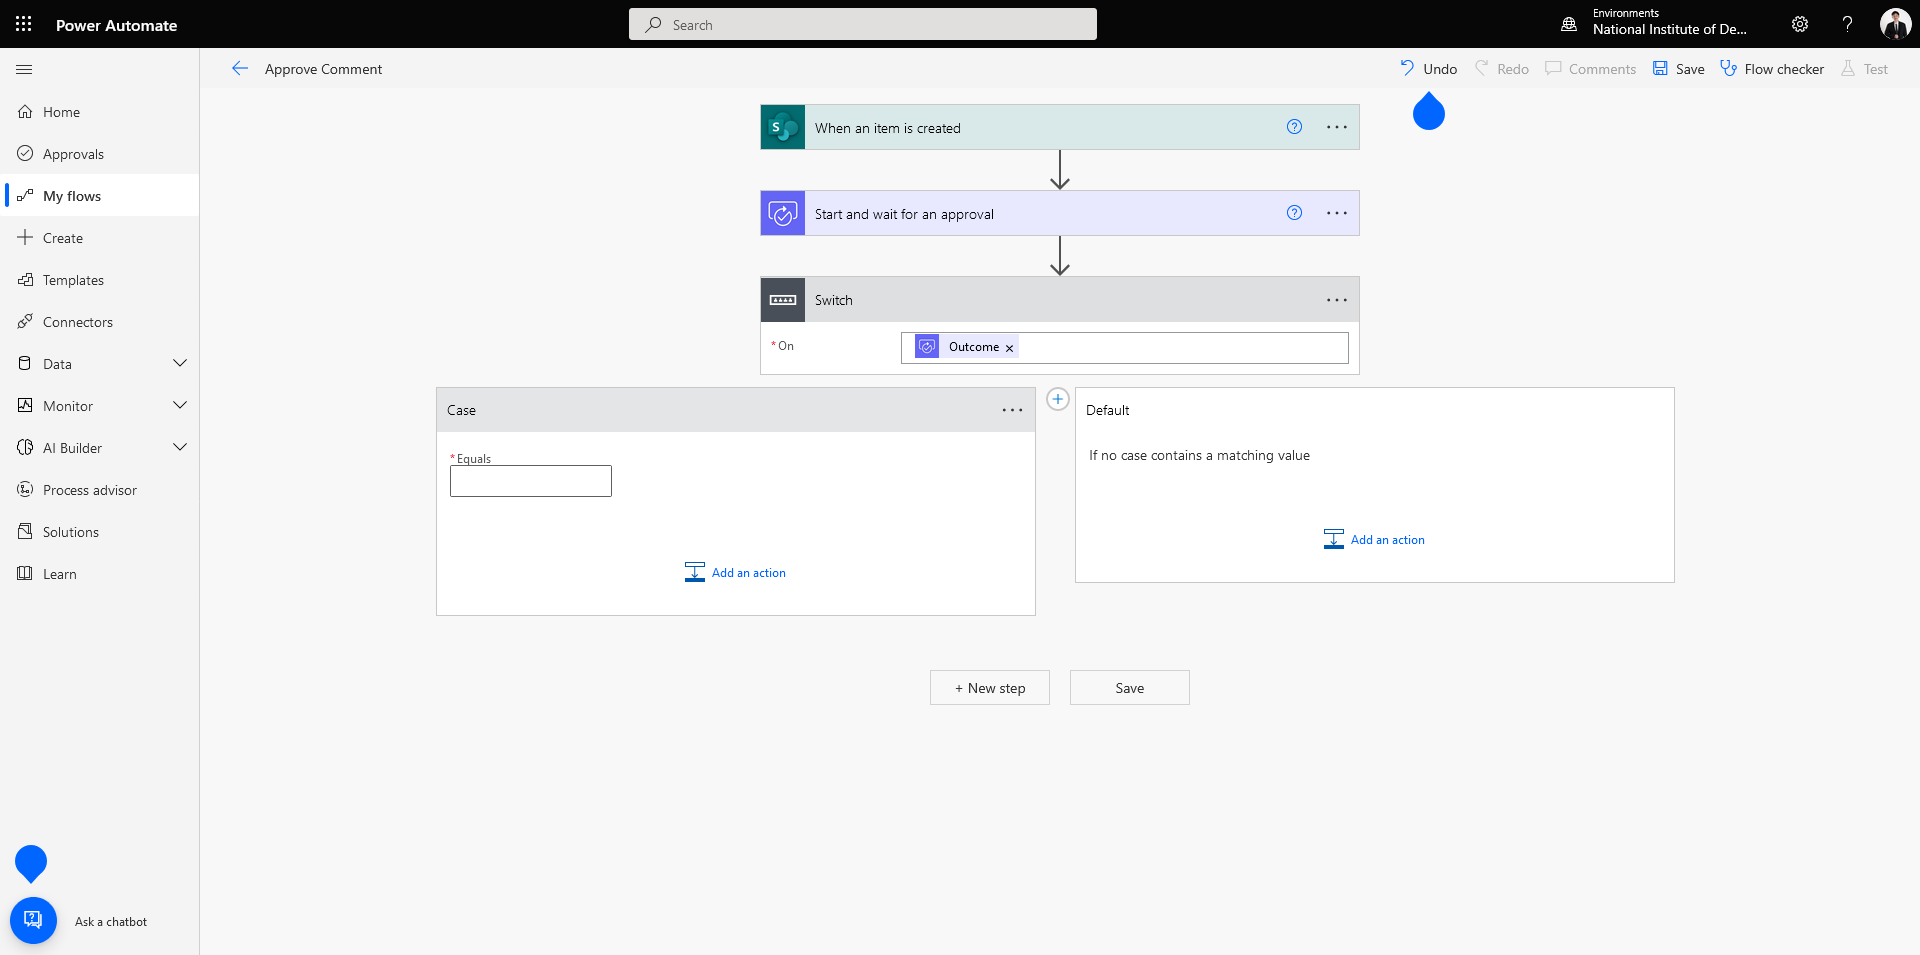 Power Automate
Search
Environments
National Institute of De...
?
Approve Comment
Undo
Redo
Comments
Save
Flow checker
Test
Home
Approvals
My flows
Create
Templates
Connectors
Data
Monitor
AI Builder
Process advisor
Solutions
Learn
Ask a chatbot
S
When an item is created
?
...
Start and wait for an approval
?
...
Switch
...
* On
Outcome ×
Case
...
* Equals
Add an action
+
Default
If no case contains a matching value
Add an action
+ New step
Save